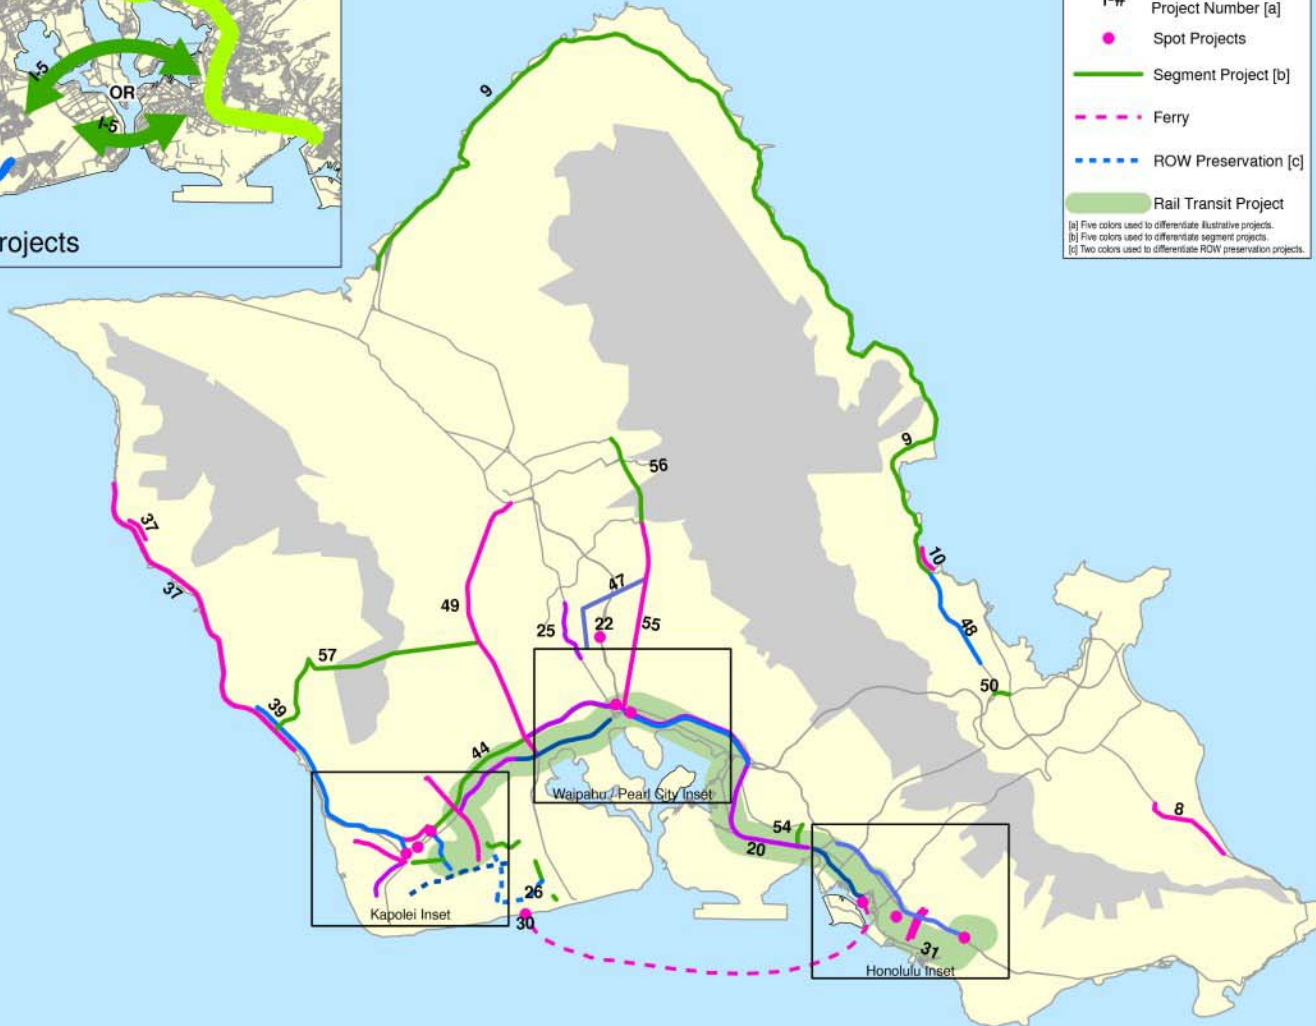 I-5
OR
I-5
rojects
I-#
Project Number [a]
Spot Projects
Segment Project [b]
Ferry
ROW Preservation [c]
Rail Transit Project
[a] Five colors used to differentiate illustrative projects.
[b] Five colors used to differentiate segment projects.
[c] Two colors used to differentiate ROW preservation projects.
9
9
56
37
10
37
47
49
25
22
55
48
57
50
39
44
Waipahu / Pearl City Inset
8
54
20
26
Kapolei Inset
30
31
Honolulu Inset